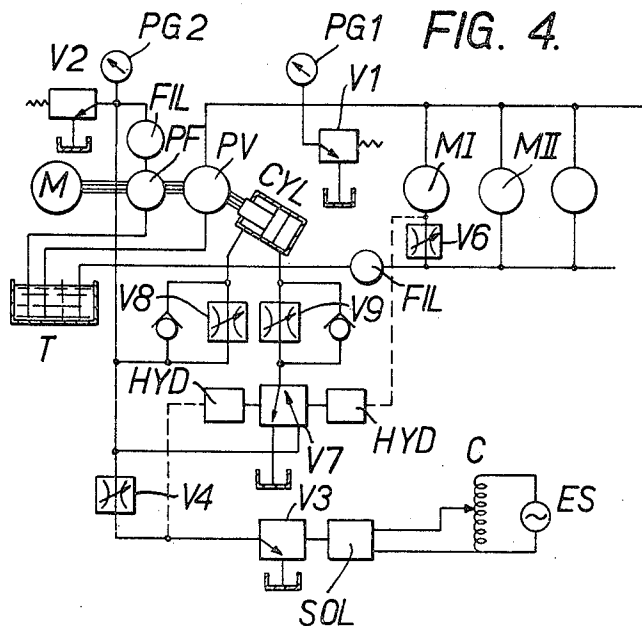 FIG. 4.
PG2
PG1
V2
V1
FIL
PF
PV
M
CYL
MI
MII
V6
FIL
T
V8
V9
HYD
HYD
V7
V4
V3
C
ES
SOL